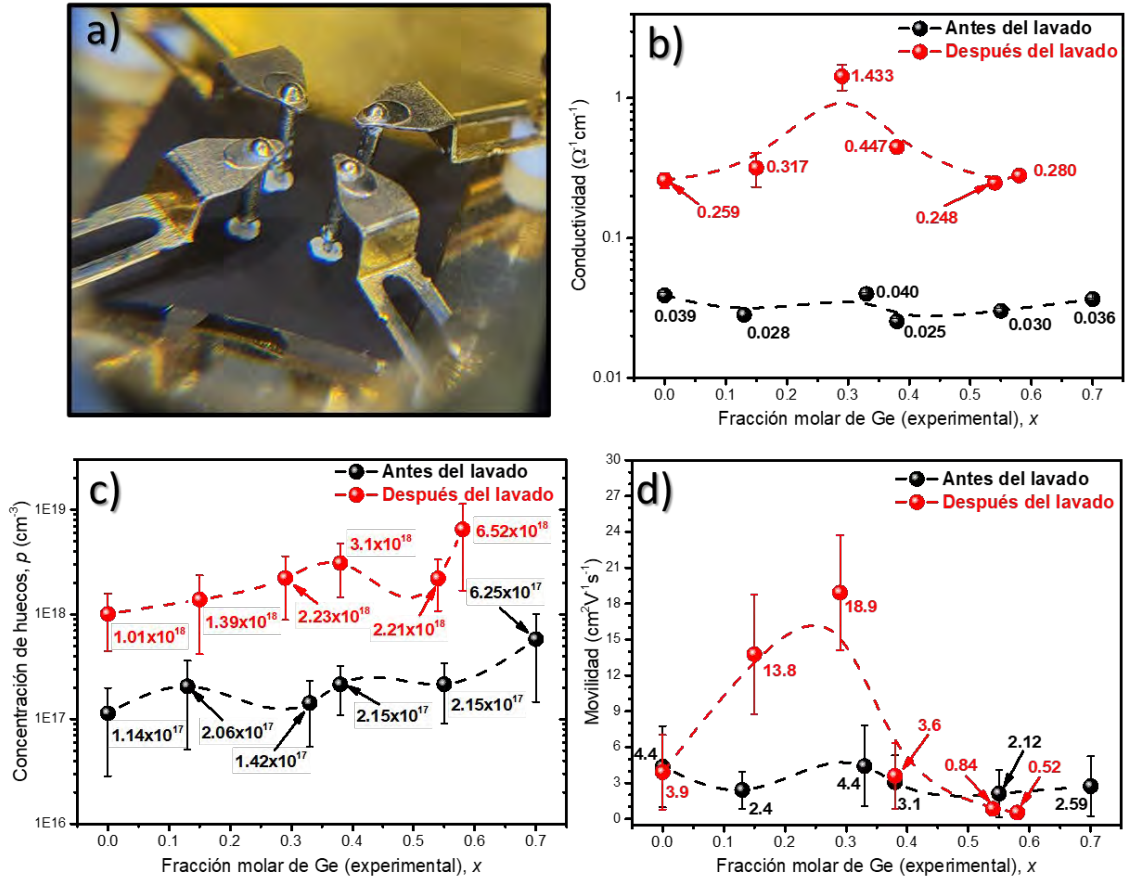 a)
b)
Antes del lavado
Después del lavado
Conductividad (Ω⁻¹cm⁻¹)
1
0.1
0.01
1.433
0.317
0.447
0.280
0.259
0.248
0.040
0.039
0.028
0.025
0.030
0.036
0.0 0.1 0.2 0.3 0.4 0.5 0.6 0.7
Fracción molar de Ge (experimental), x
c)
Antes del lavado
Después del lavado
Concentración de huecos, p (cm⁻³)
1E19
1E18
1E17
1E16
6.52x10¹⁸
3.1x10¹⁸
6.25x10¹⁷
2.23x10¹⁸
1.39x10¹⁸
2.21x10¹⁸
1.01x10¹⁸
1.14x10¹⁷
2.06x10¹⁷
2.15x10¹⁷
2.15x10¹⁷
1.42x10¹⁷
0.0 0.1 0.2 0.3 0.4 0.5 0.6 0.7
Fracción molar de Ge (experimental), x
d)
Antes del lavado
Después del lavado
Movilidad (cm²V⁻¹s⁻¹)
30
27
24
21
18
15
12
9
6
3
0
18.9
13.8
3.6
2.12
4.4
0.84
0.52
3.9
2.4
4.4
3.1
2.59
0.0 0.1 0.2 0.3 0.4 0.5 0.6 0.7
Fracción molar de Ge (experimental), x